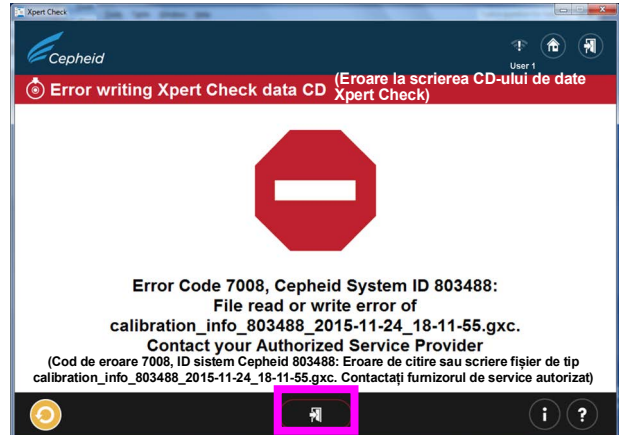 Xpert Check
Cepheid
User 1
Error writing Xpert Check data CD
(Eroare la scrierea CD-ului de date
Xpert Check)
Error Code 7008, Cepheid System ID 803488:
File read or write error of
calibration_info_803488_2015-11-24_18-11-55.gxc.
Contact your Authorized Service Provider
(Cod de eroare 7008, ID sistem Cepheid 803488: Eroare de citire sau scriere fișier de tip
calibration_info_803488_2015-11-24_18-11-55.gxc. Contactați furnizorul de service autorizat)
i
?